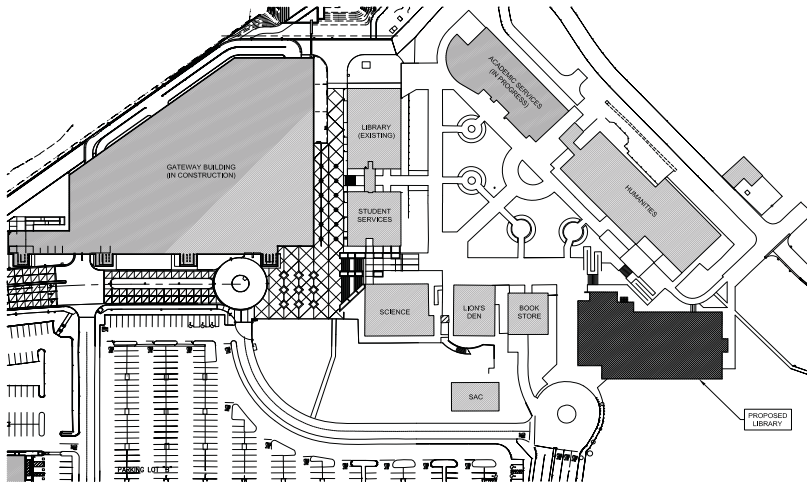 ACADEMIC SERVICES
(IN PROGRESS)
LIBRARY
(EXISTING)
GATEWAY BUILDING
(IN CONSTRUCTION)
HUMANITIES
STUDENT
SERVICES
SCIENCE
LION'S
DEN
BOOK
STORE
SAC
PROPOSED
LIBRARY
PARKING LOT "B"